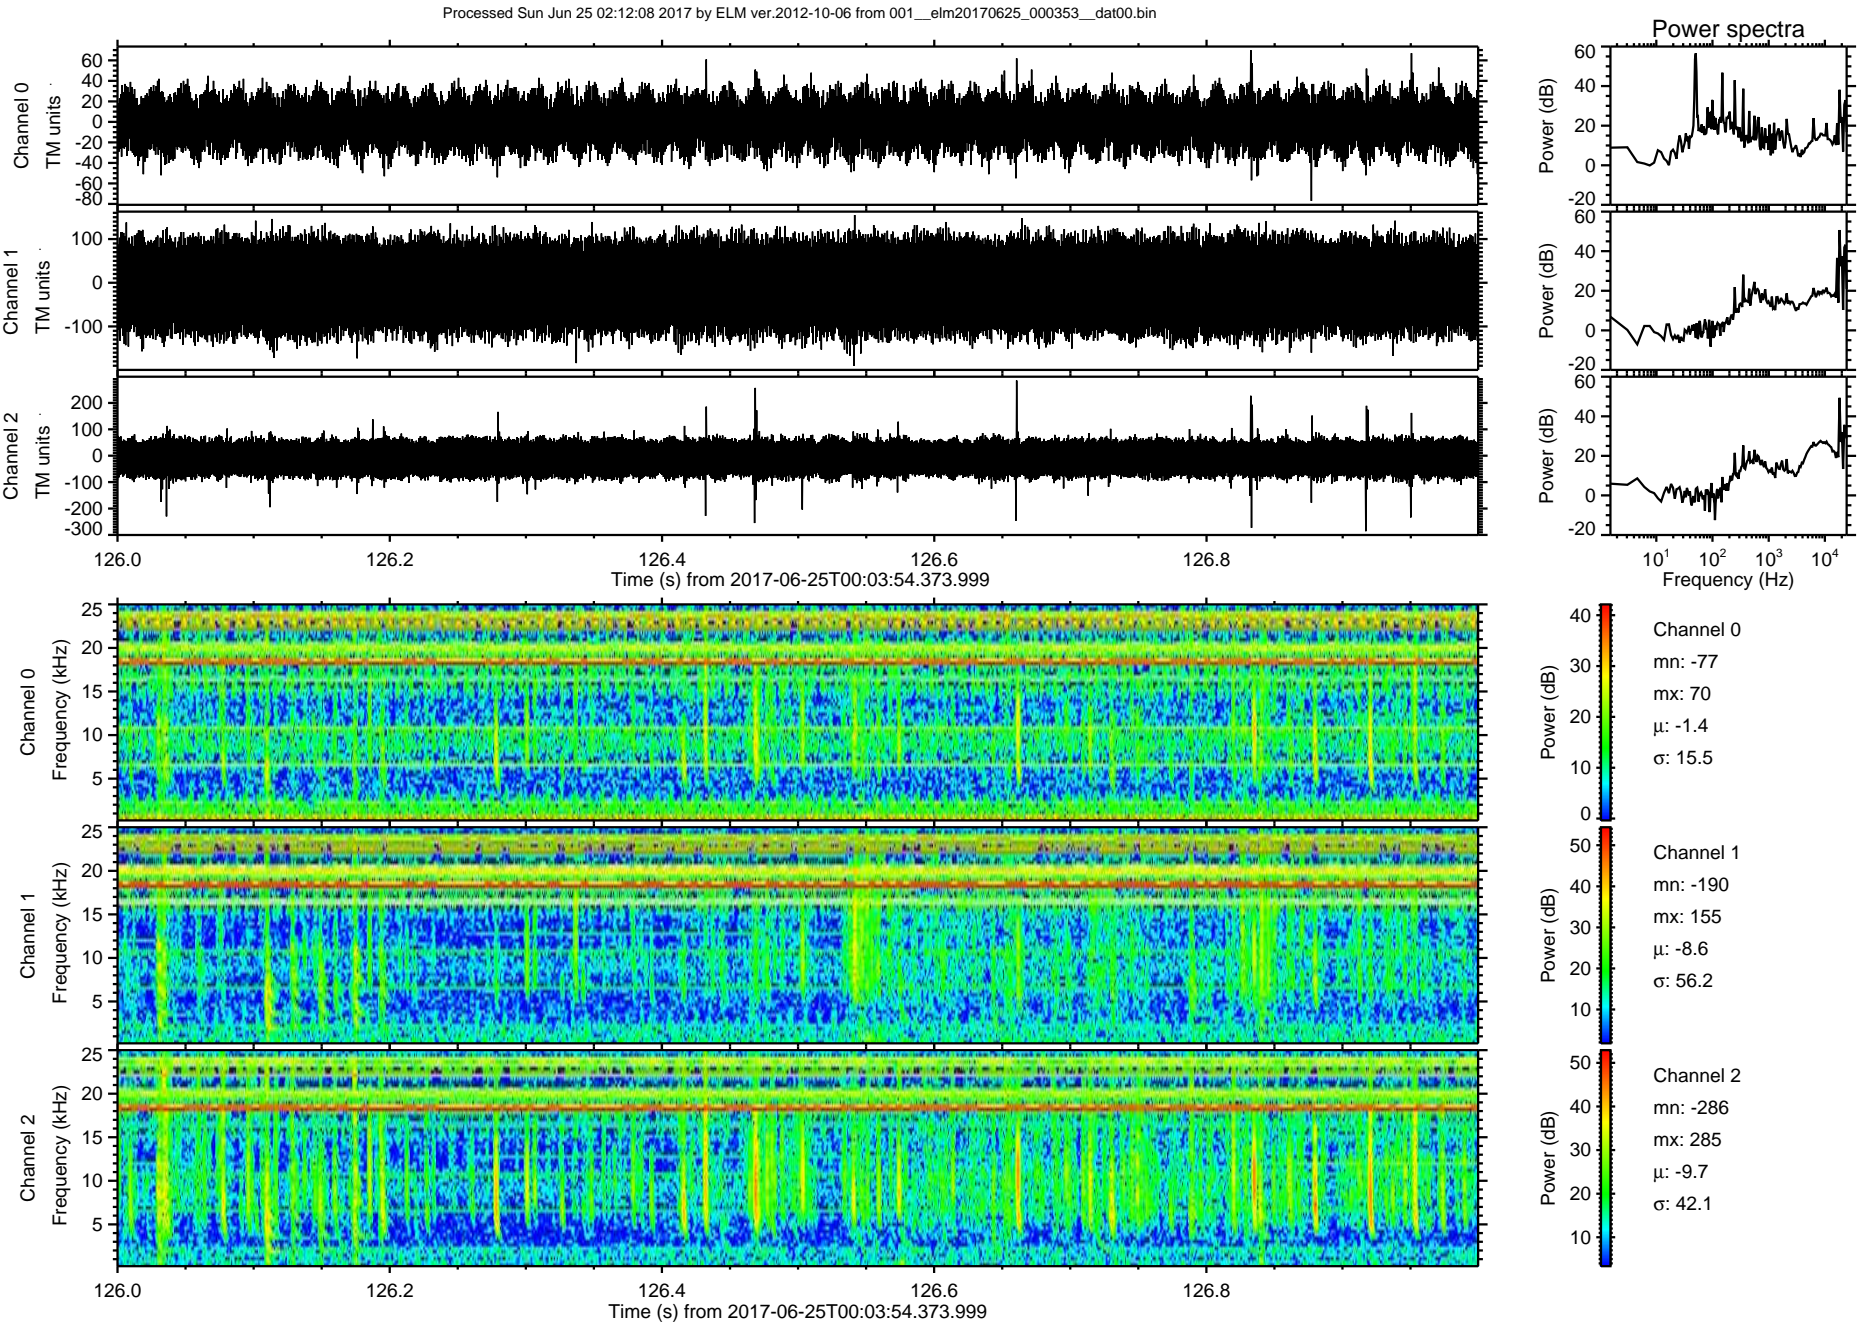 Processed Sun Jun 25 02:12:08 2017 by ELM ver.2012-10-06 from 001__elm20170625_000353__dat00.bin
Power spectra
Channel 0
TM units
60
40
20
0
-20
-40
-60
-80
Power (dB)
60
40
20
0
-20
Channel 1
TM units
100
0
-100
Power (dB)
60
40
20
0
-20
Channel 2
TM units
200
100
0
-100
-200
-300
Power (dB)
60
40
20
0
-20
126.0 126.2 126.4 126.6 126.8
Time (s) from 2017-06-25T00:03:54.373.999
10^1 10^2 10^3 10^4
Frequency (Hz)
Channel 0
Frequency (kHz)
25
20
15
10
5
Power (dB)
40
30
20
10
0
Channel 0
mn: -77
mx: 70
μ: -1.4
σ: 15.5
Channel 1
Frequency (kHz)
25
20
15
10
5
Power (dB)
50
40
30
20
10
Channel 1
mn: -190
mx: 155
μ: -8.6
σ: 56.2
Channel 2
Frequency (kHz)
25
20
15
10
5
Power (dB)
50
40
30
20
10
Channel 2
mn: -286
mx: 285
μ: -9.7
σ: 42.1
126.0 126.2 126.4 126.6 126.8
Time (s) from 2017-06-25T00:03:54.373.999